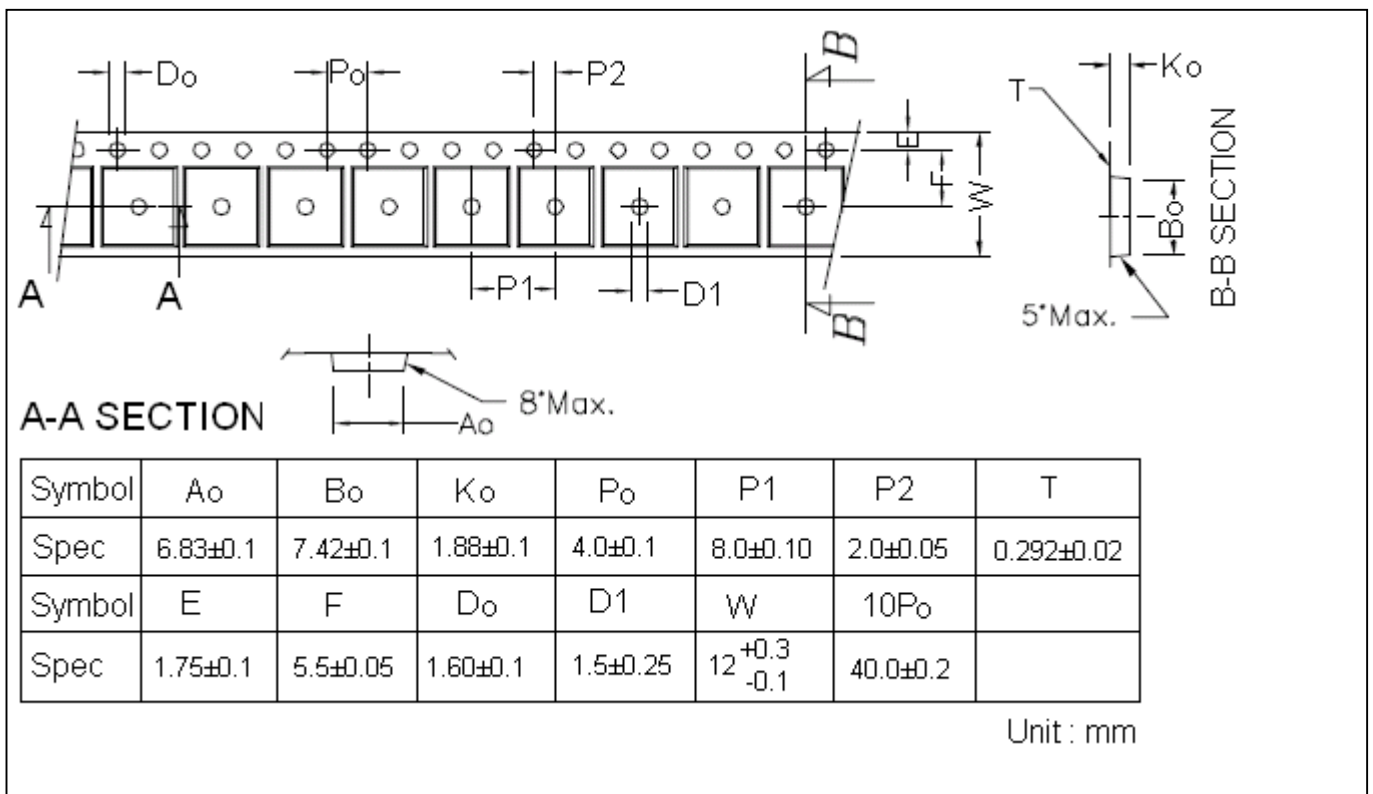 Do
Po
P2
B
Ko
T
E
F
W
Bo
B-B SECTION
A
A
P1
D1
B
5°Max.
8°Max.
A-A SECTION
Ao
Symbol Ao Bo Ko Po P1 P2 T
Spec 6.83±0.1 7.42±0.1 1.88±0.1 4.0±0.1 8.0±0.10 2.0±0.05 0.292±0.02
Symbol E F Do D1 W 10Po
Spec 1.75±0.1 5.5±0.05 1.60±0.1 1.5±0.25 12 +0.3 -0.1 40.0±0.2
Unit : mm